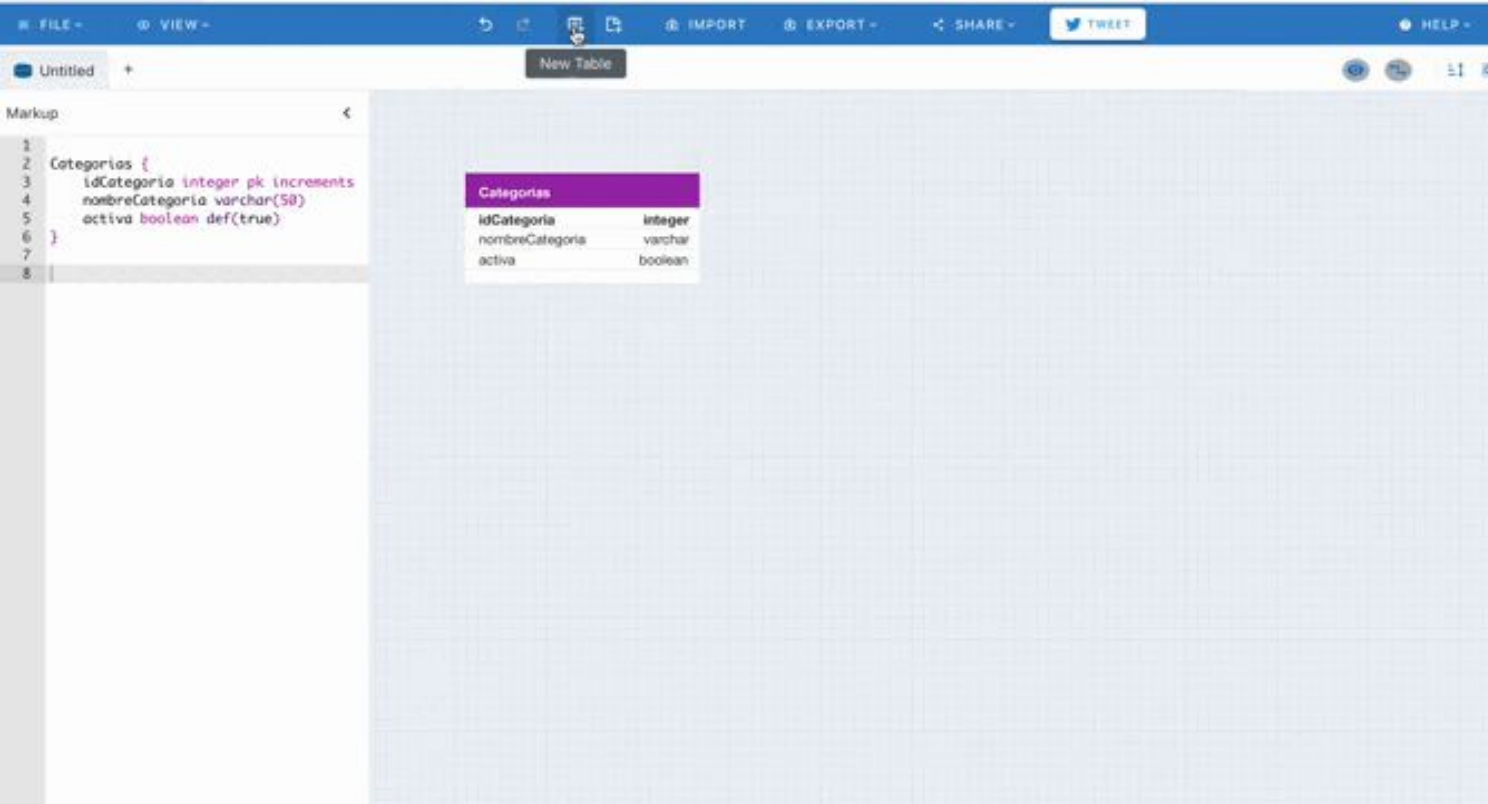 FILE
VIEW
IMPORT
EXPORT
SHARE
TWEET
HELP
New Table
Untitled +
Markup
1
2 Categorias {
3 idCategoria integer pk increments
4 nombreCategoria varchar(50)
5 activa boolean def(true)
6 }
7
8
Categorias
idCategoria integer
nombreCategoria varchar
activa boolean